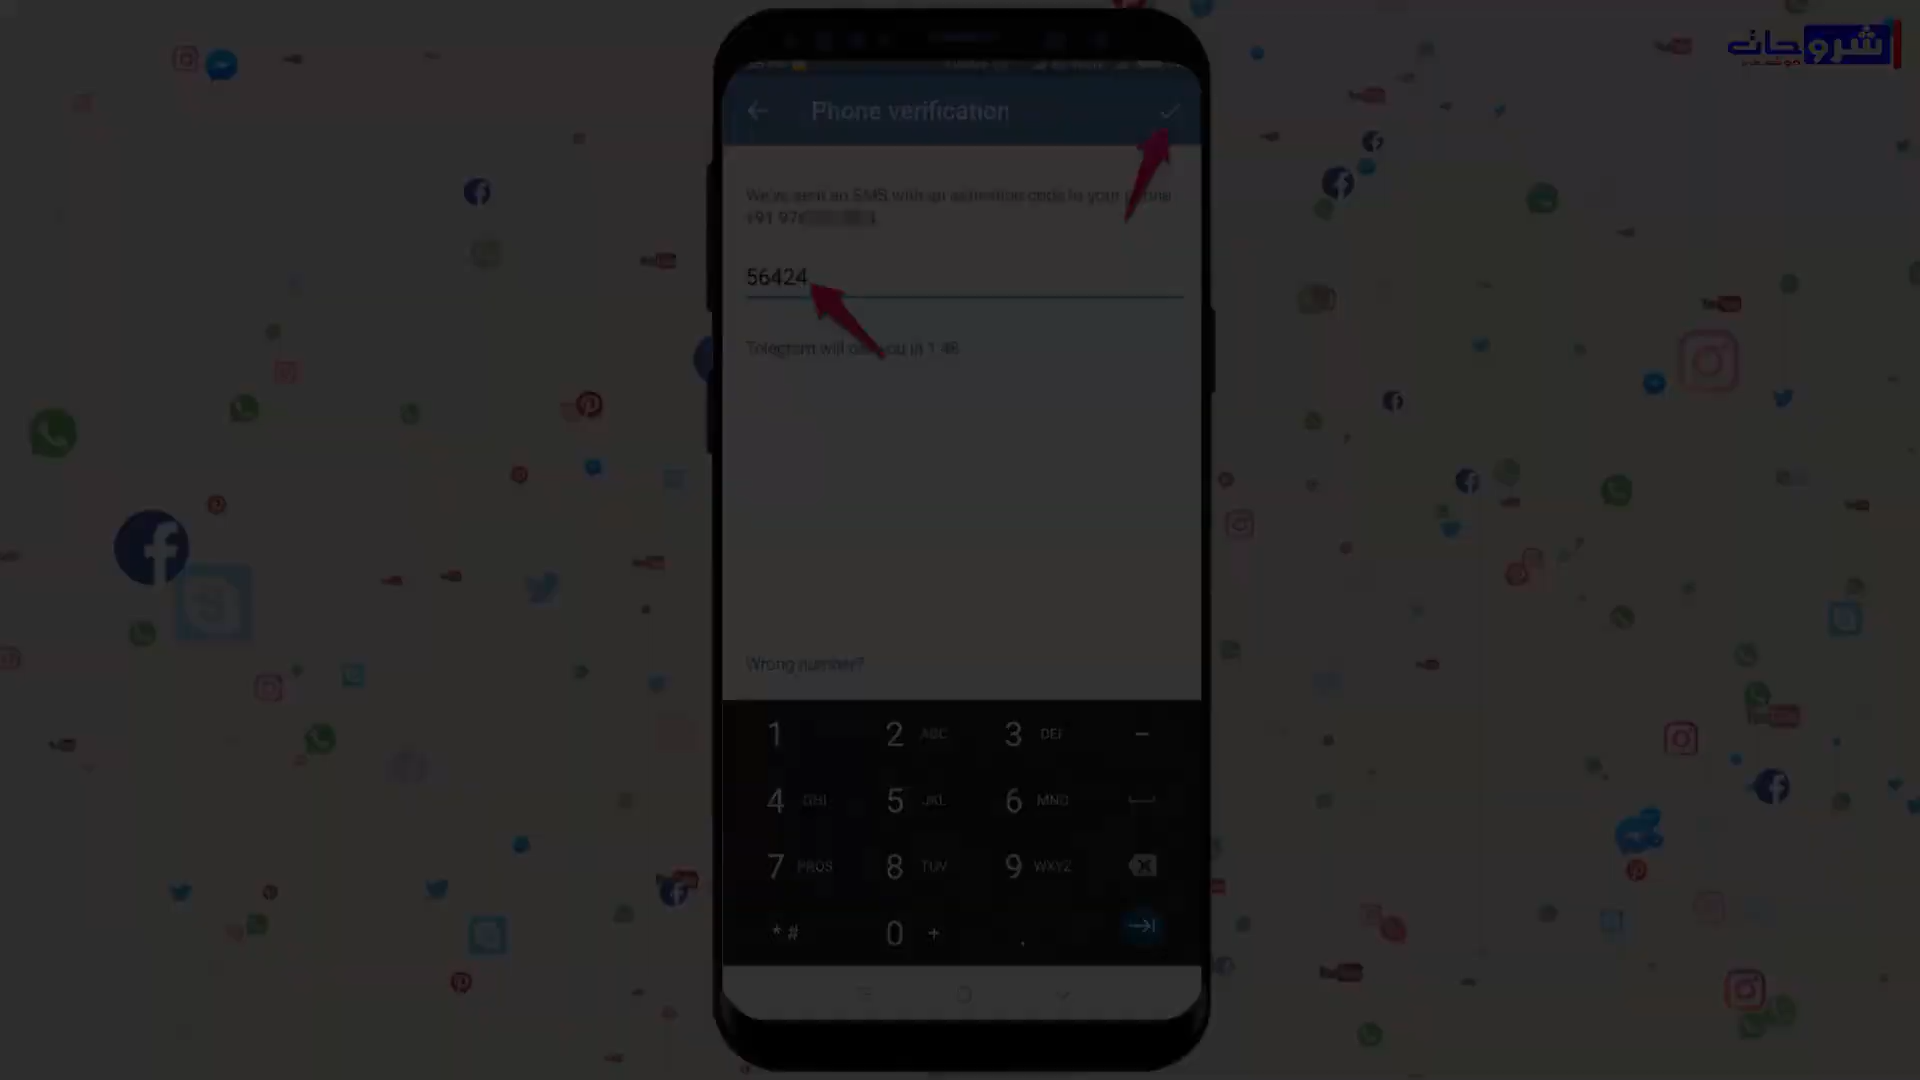 شروحات
Phone verification
We've sent an SMS with an activation code to your phone
+91 97
56424
Telegram will call you in 1:48
Wrong number?
1 2 ABC 3 DEF –
4 GHI 5 JKL 6 MNO
7 PQRS 8 TUV 9 WXYZ
* # 0 + .